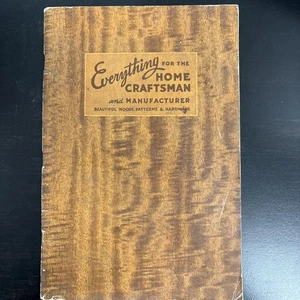 Everything FOR THE
HOME
CRAFTSMAN
and MANUFACTURER
BEAUTIFUL WOODS, PATTERNS & HARDWARE